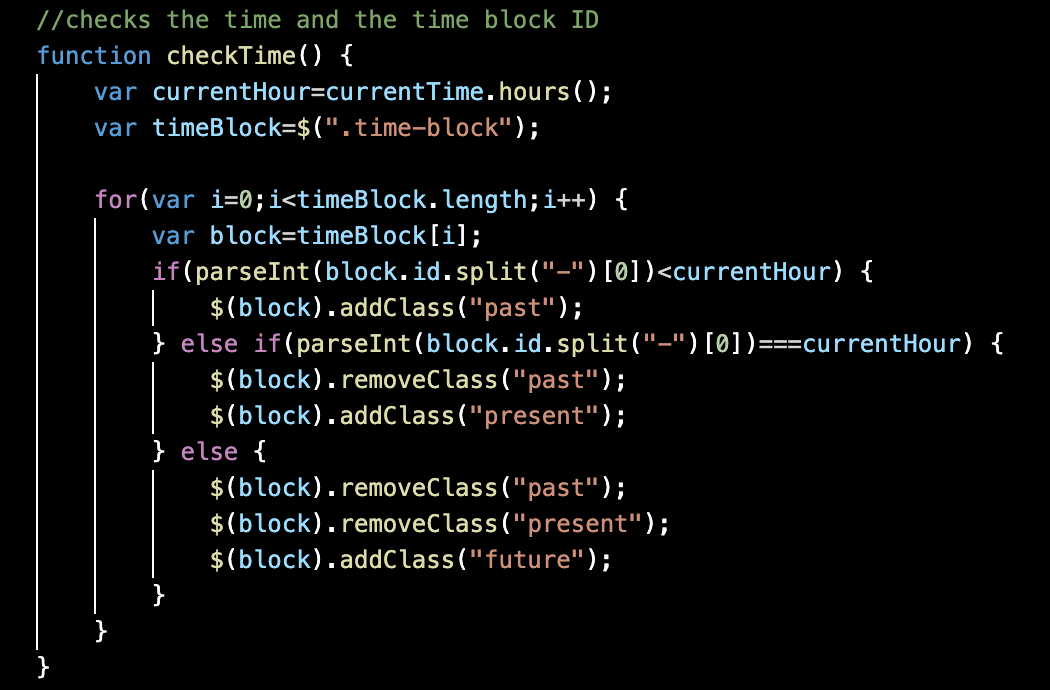 //checks the time and the time block ID
function checkTime() {
    var currentHour=currentTime.hours();
    var timeBlock=$(".time-block");

    for(var i=0;i<timeBlock.length;i++) {
        var block=timeBlock[i];
        if(parseInt(block.id.split("-")[0])<currentHour) {
            $(block).addClass("past");
        } else if(parseInt(block.id.split("-")[0])===currentHour) {
            $(block).removeClass("past");
            $(block).addClass("present");
        } else {
            $(block).removeClass("past");
            $(block).removeClass("present");
            $(block).addClass("future");
        }
    }
}